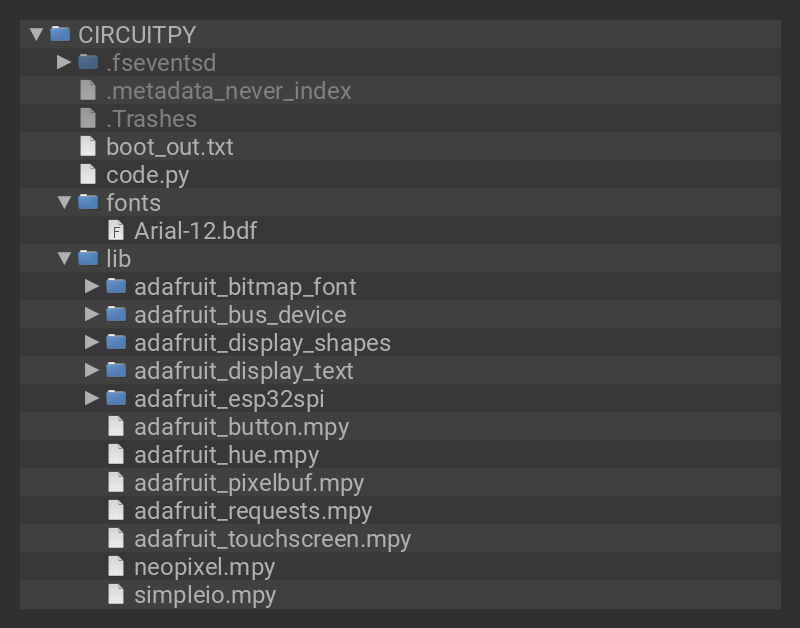 CIRCUITPY
.fseventsd
.metadata_never_index
.Trashes
boot_out.txt
code.py
fonts
F Arial-12.bdf
lib
adafruit_bitmap_font
adafruit_bus_device
adafruit_display_shapes
adafruit_display_text
adafruit_esp32spi
adafruit_button.mpy
adafruit_hue.mpy
adafruit_pixelbuf.mpy
adafruit_requests.mpy
adafruit_touchscreen.mpy
neopixel.mpy
simpleio.mpy